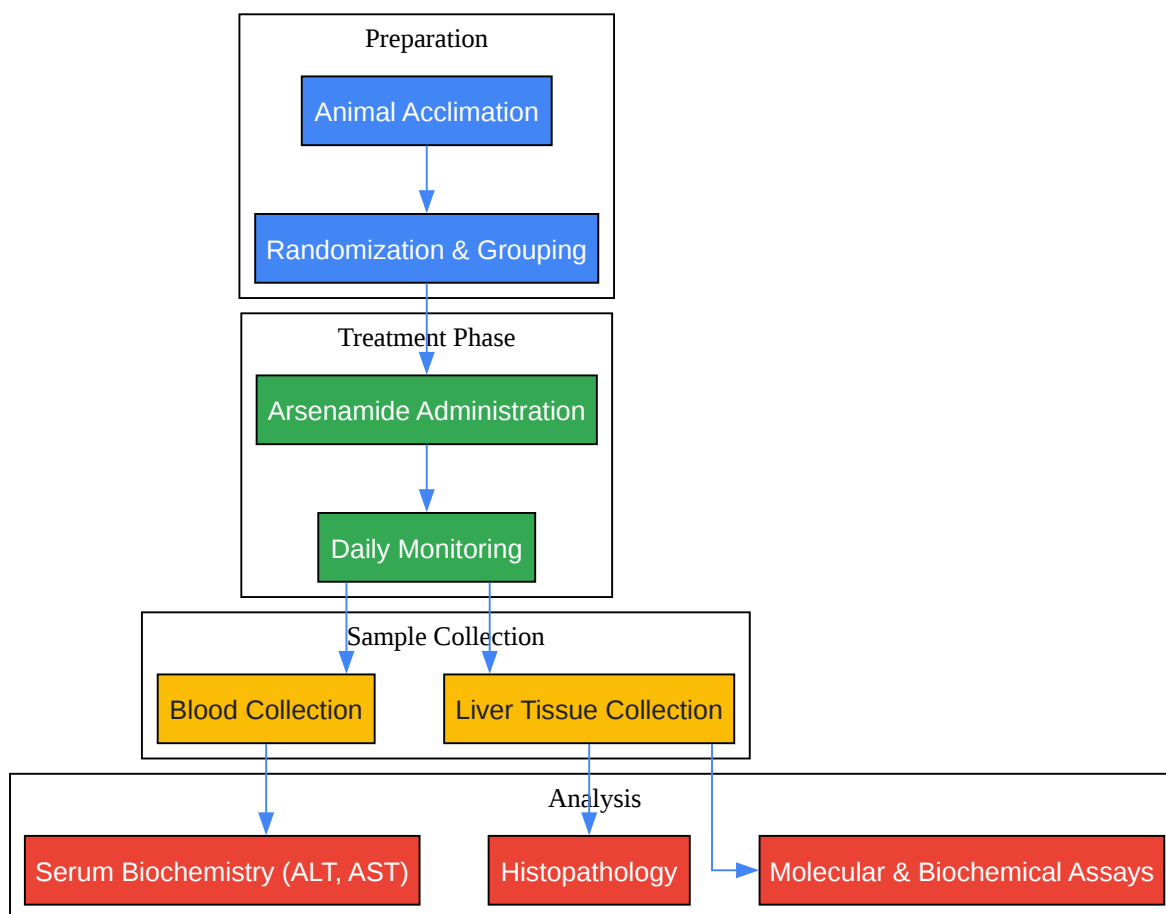 Preparation
Animal Acclimation
Randomization & Grouping
Treatment Phase
Arsenamide Administration
Daily Monitoring
Sample Collection
Blood Collection
Liver Tissue Collection
Analysis
Serum Biochemistry (ALT, AST)
Histopathology
Molecular & Biochemical Assays